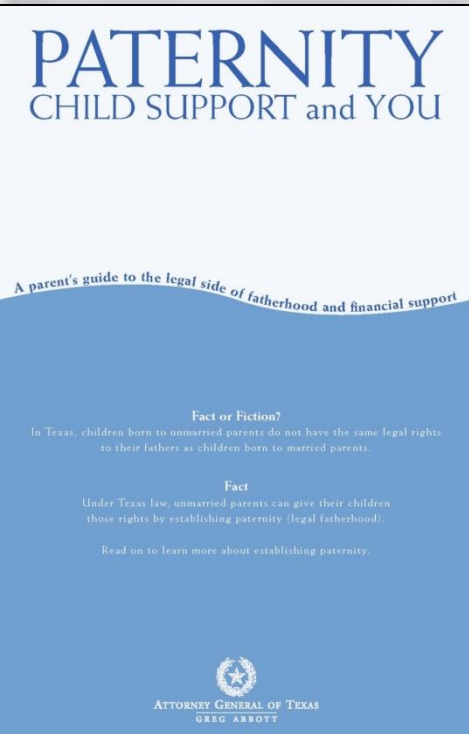 PATERNITY
CHILD SUPPORT and YOU
A parent's guide to the legal side of fatherhood and financial support
Fact or Fiction?
In Texas, children born to unmarried parents do not have the same legal rights
to their fathers as children born to married parents.
Fact
Under Texas law, unmarried parents can give their children
those rights by establishing paternity (legal fatherhood).
Read on to learn more about establishing paternity.
ATTORNEY GENERAL OF TEXAS
GREG ABBOTT